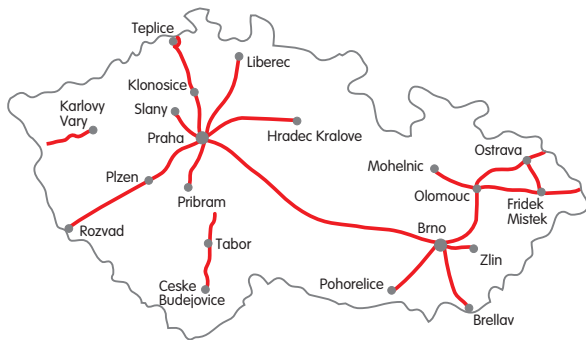 Teplice
Liberec
Klonosice
Karlovy
Vary
Slany
Praha
Hradec Kralove
Ostrava
Mohelnic
Plzen
Olomouc
Pribram
Fridek
Mistek
Rozvad
Tabor
Brno
Zlin
Ceske
Budejovice
Pohorelice
Brellav